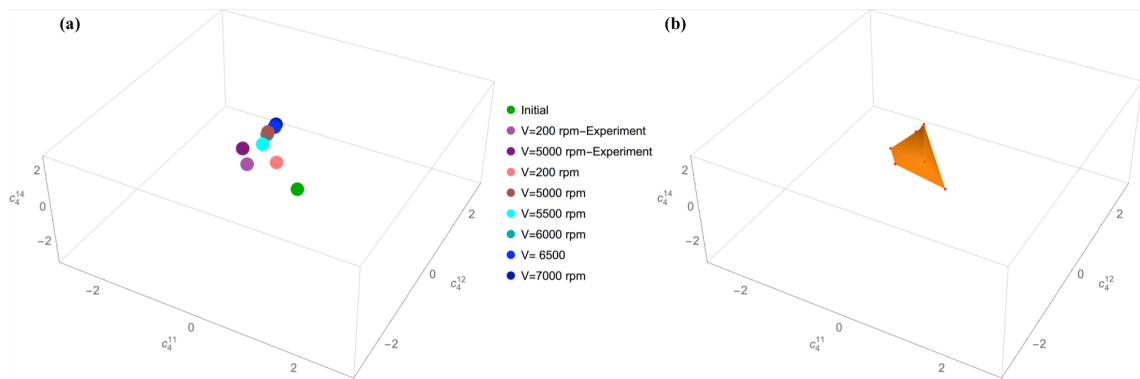 (a)
2
0
−2
c₄¹⁴
−2
0
2
c₄¹¹
−2
0
2
c₄¹²
Initial
V=200 rpm−Experiment
V=5000 rpm−Experiment
V=200 rpm
V=5000 rpm
V=5500 rpm
V=6000 rpm
V= 6500
V=7000 rpm
(b)
2
0
−2
c₄¹⁴
−2
0
2
c₄¹¹
−2
0
2
c₄¹²